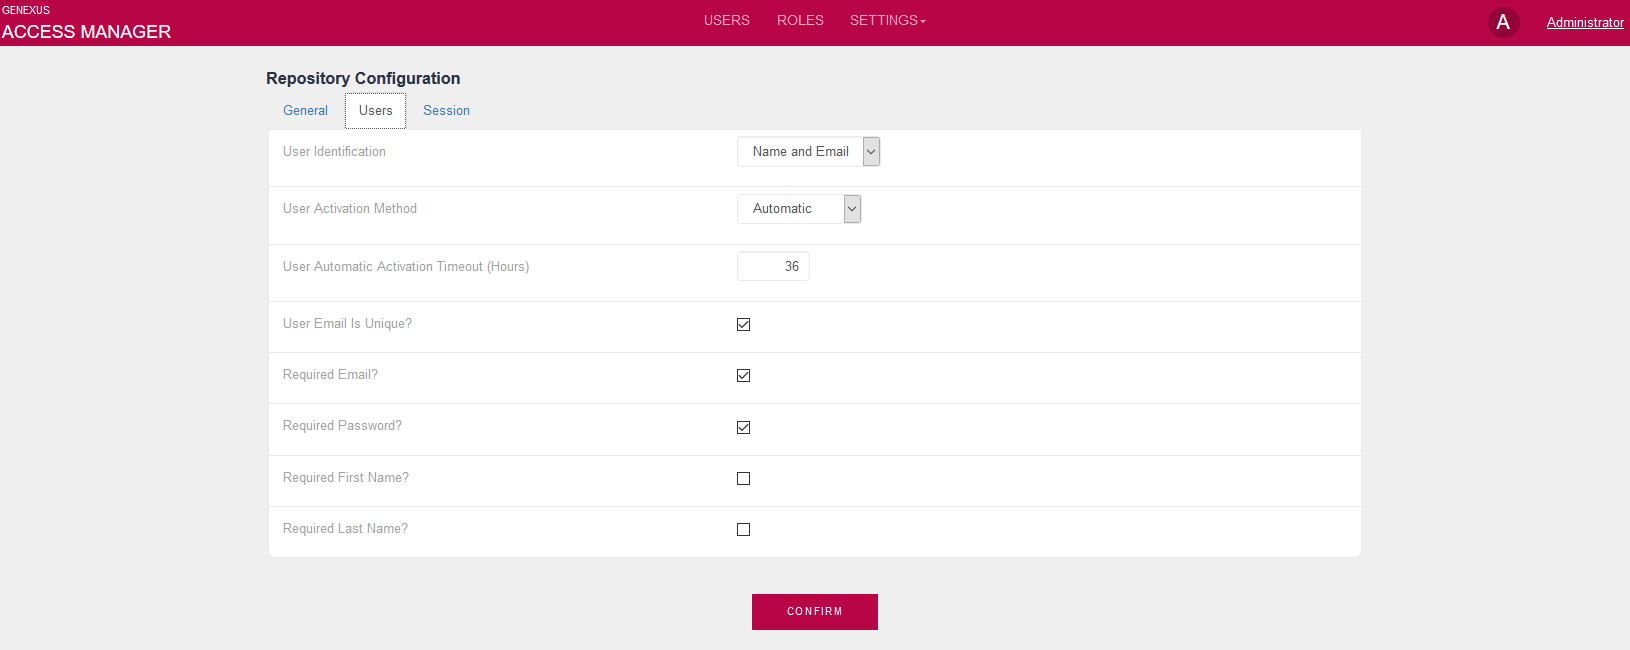 GENEXUS
ACCESS MANAGER
USERS ROLES SETTINGS
A Administrator
Repository Configuration
General Users Session
User Identification Name and Email
User Activation Method Automatic
User Automatic Activation Timeout (Hours) 36
User Email Is Unique?
Required Email?
Required Password?
Required First Name?
Required Last Name?
CONFIRM